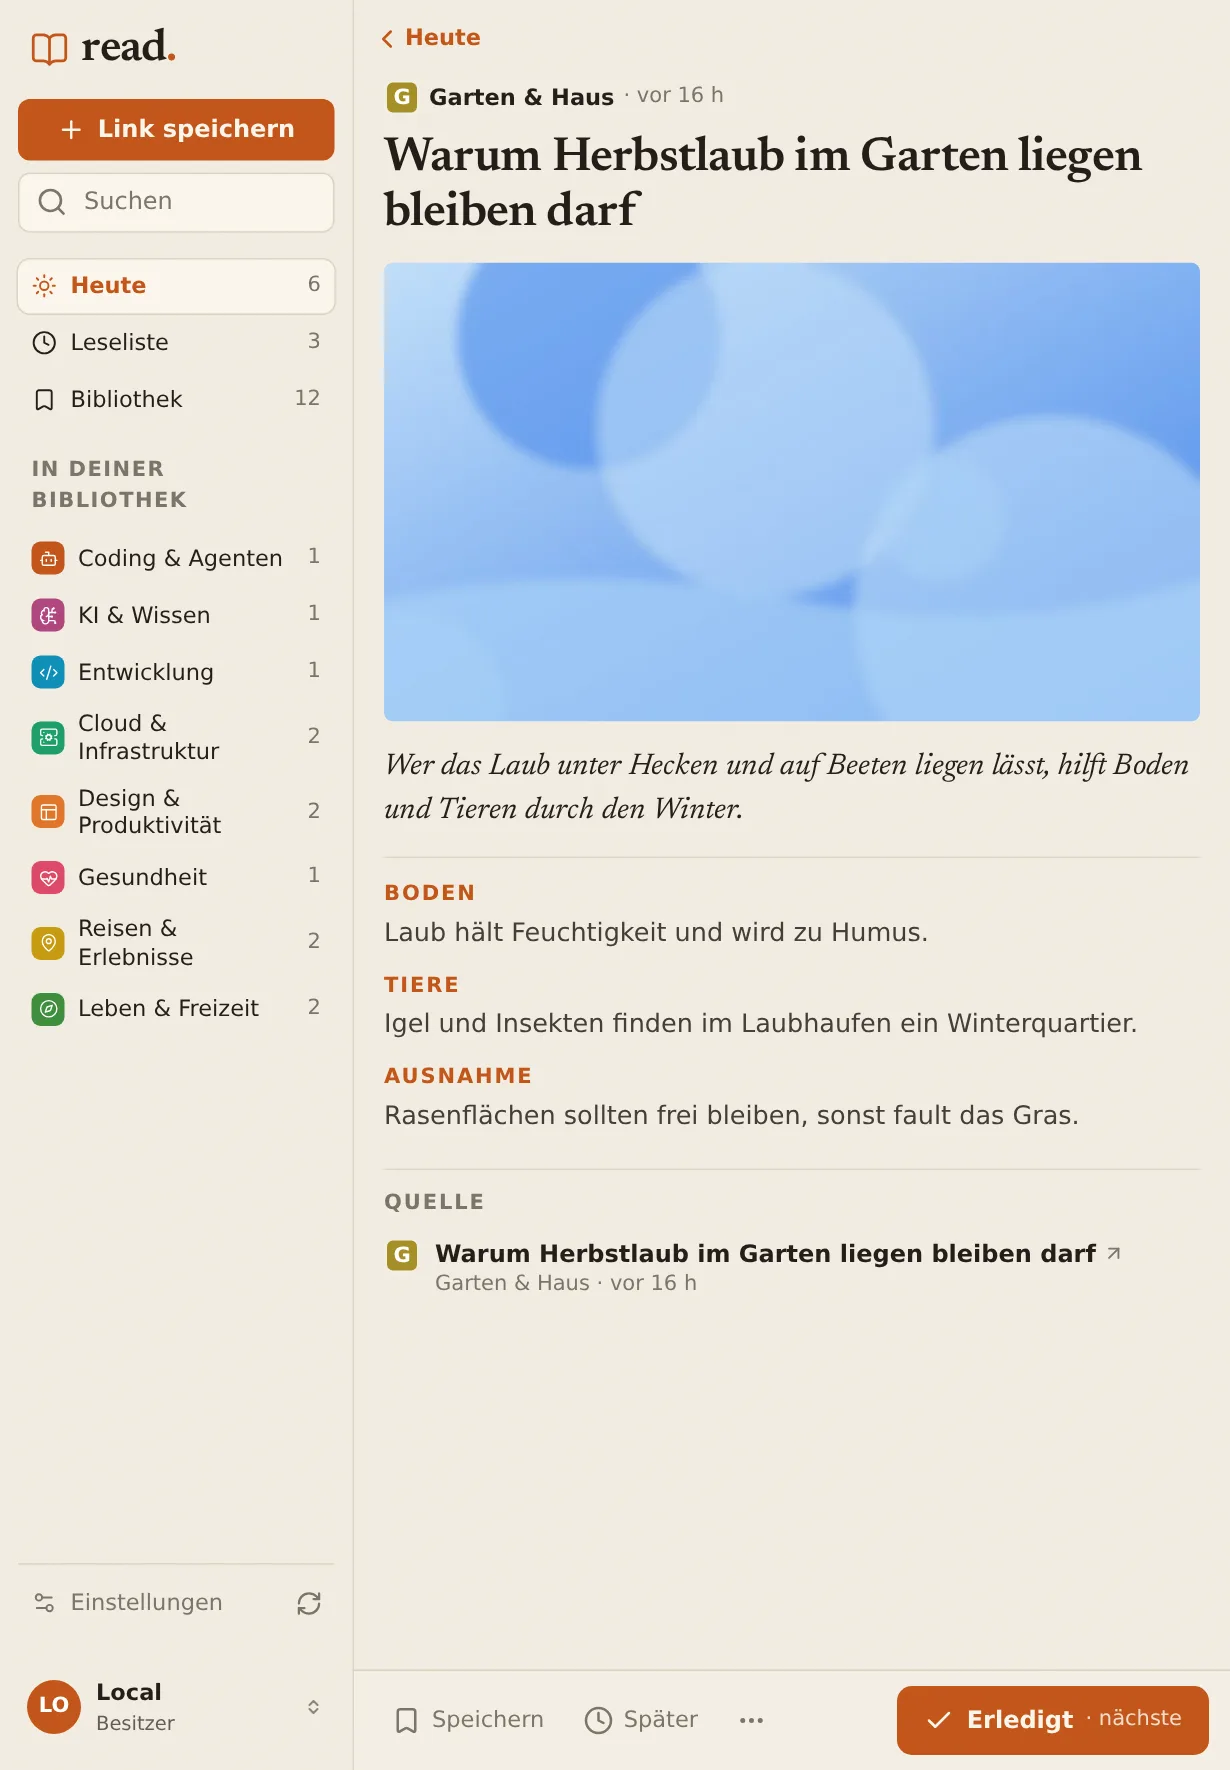 read.
Link speichern
Suchen
Heute 6
Leseliste 3
Bibliothek 12
IN DEINER
BIBLIOTHEK
Coding & Agenten 1
KI & Wissen 1
Entwicklung 1
Cloud &
Infrastruktur 2
Design &
Produktivität 2
Gesundheit 1
Reisen &
Erlebnisse 2
Leben & Freizeit 2
Einstellungen
LO
Local
Besitzer
Heute
G Garten & Haus · vor 16 h
Warum Herbstlaub im Garten liegen
bleiben darf
Wer das Laub unter Hecken und auf Beeten liegen lässt, hilft Boden
und Tieren durch den Winter.
BODEN
Laub hält Feuchtigkeit und wird zu Humus.
TIERE
Igel und Insekten finden im Laubhaufen ein Winterquartier.
AUSNAHME
Rasenflächen sollten frei bleiben, sonst fault das Gras.
QUELLE
G Warum Herbstlaub im Garten liegen bleiben darf
Garten & Haus · vor 16 h
Speichern Später Erledigt · nächste